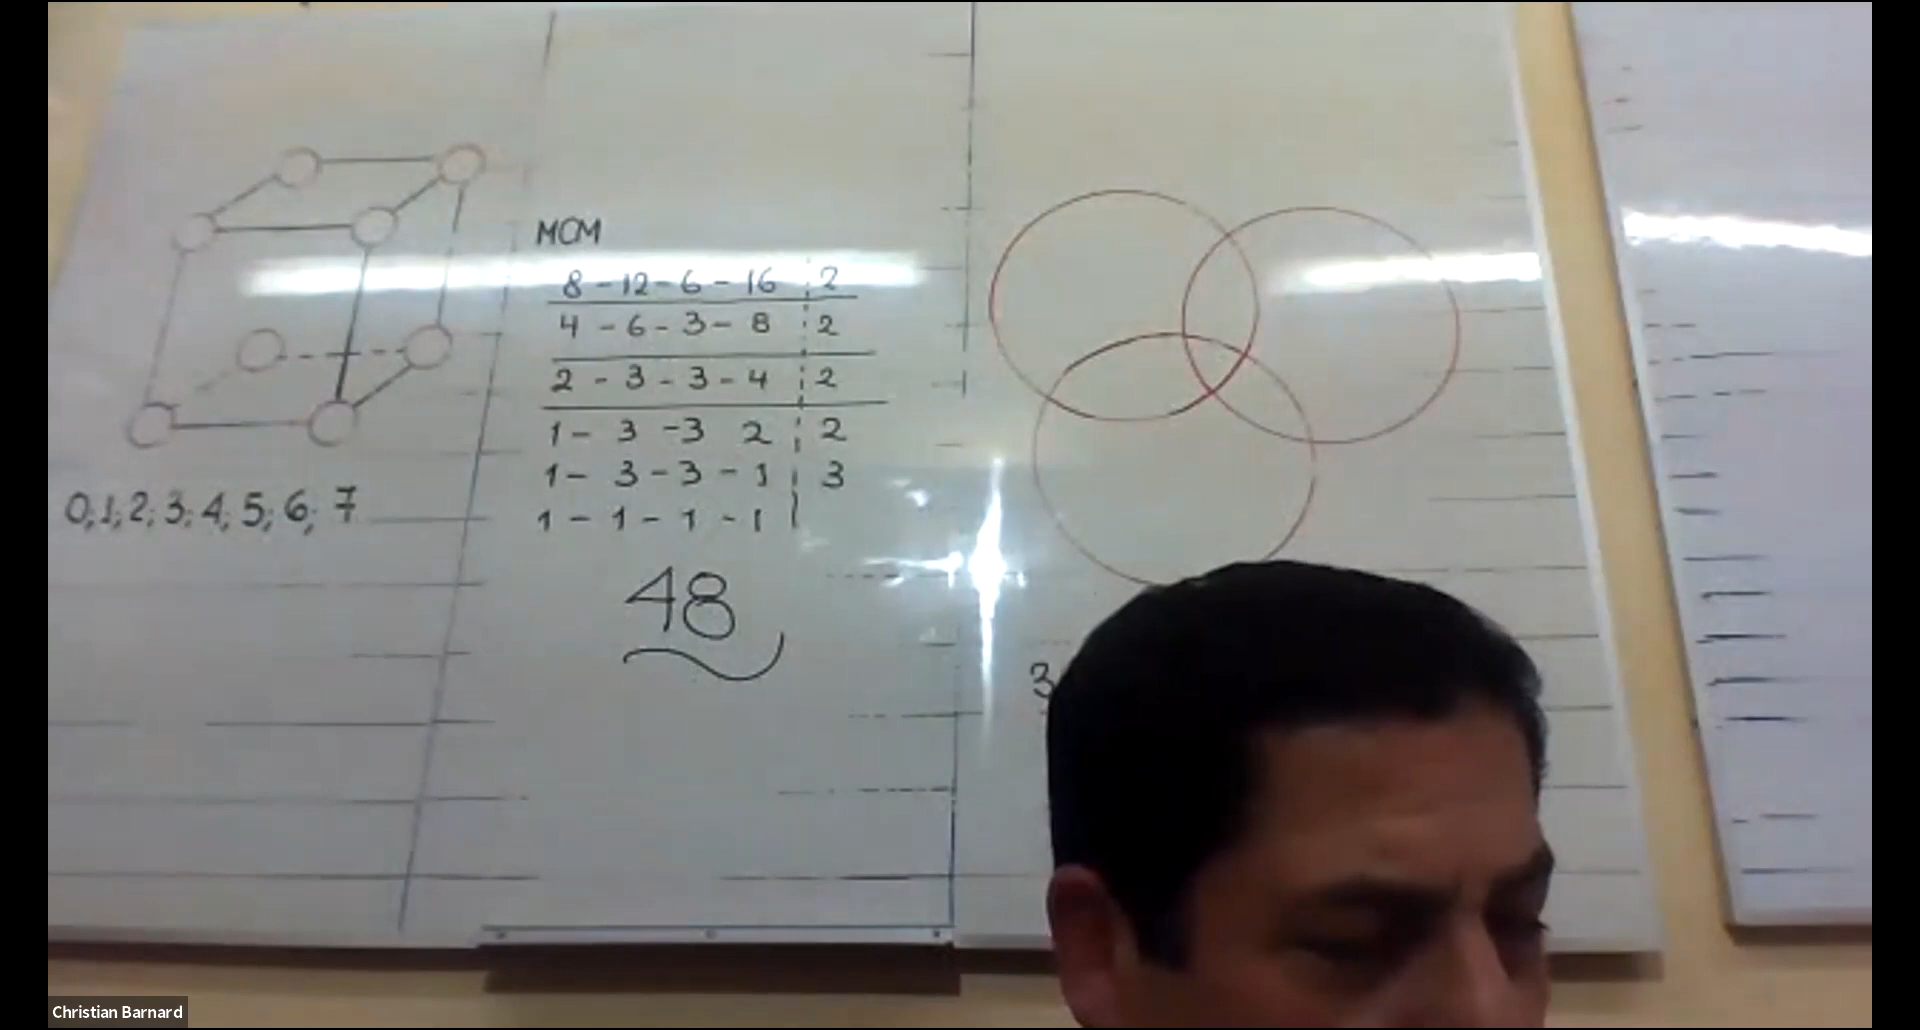 0; 1; 2; 3; 4; 5; 6; 7
MCM
8 - 12 - 6 - 16 | 2
4 - 6 - 3 - 8 | 2
2 - 3 - 3 - 4 | 2
1 - 3 - 3 2 | 2
1 - 3 - 3 - 1 | 3
1 - 1 - 1 - 1 |
48
3
Christian Barnard